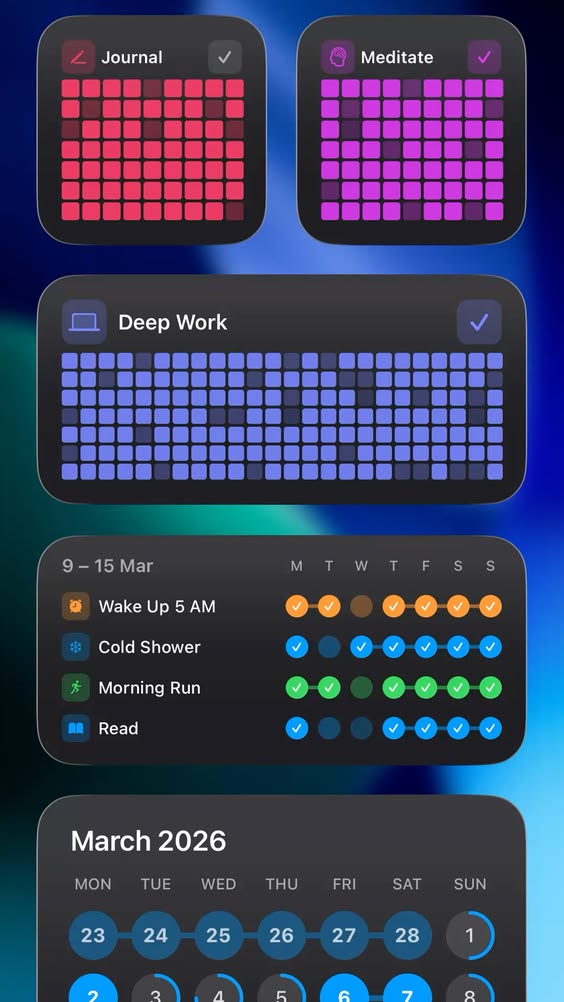 Journal
Meditate
Deep Work
9 – 15 Mar M T W T F S S
Wake Up 5 AM
Cold Shower
Morning Run
Read
March 2026
MON TUE WED THU FRI SAT SUN
23 24 25 26 27 28 1
2 3 4 5 6 7 8